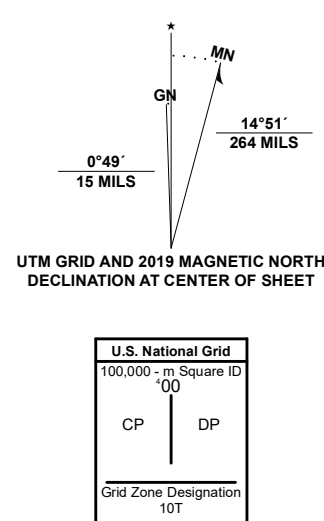 ★
MN
GN
14°51´
264 MILS
0°49´
15 MILS
UTM GRID AND 2019 MAGNETIC NORTH
DECLINATION AT CENTER OF SHEET
U.S. National Grid
100,000 - m Square ID
⁴00
CP DP
Grid Zone Designation
10T